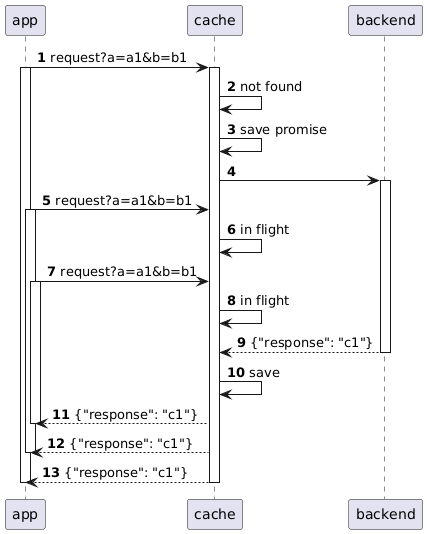 app cache backend
1 request?a=a1&b=b1
2 not found
3 save promise
4
5 request?a=a1&b=b1
6 in flight
7 request?a=a1&b=b1
8 in flight
9 {"response": "c1"}
10 save
11 {"response": "c1"}
12 {"response": "c1"}
13 {"response": "c1"}
app cache backend